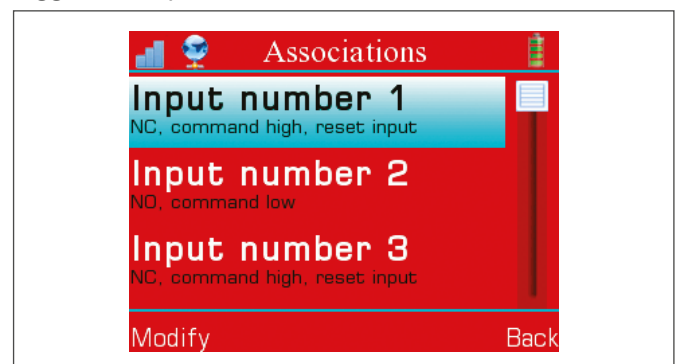 Associations
Input number 1
NC, command high, reset input
Input number 2
NO, command low
Input number 3
NC, command high, reset input
Modify Back